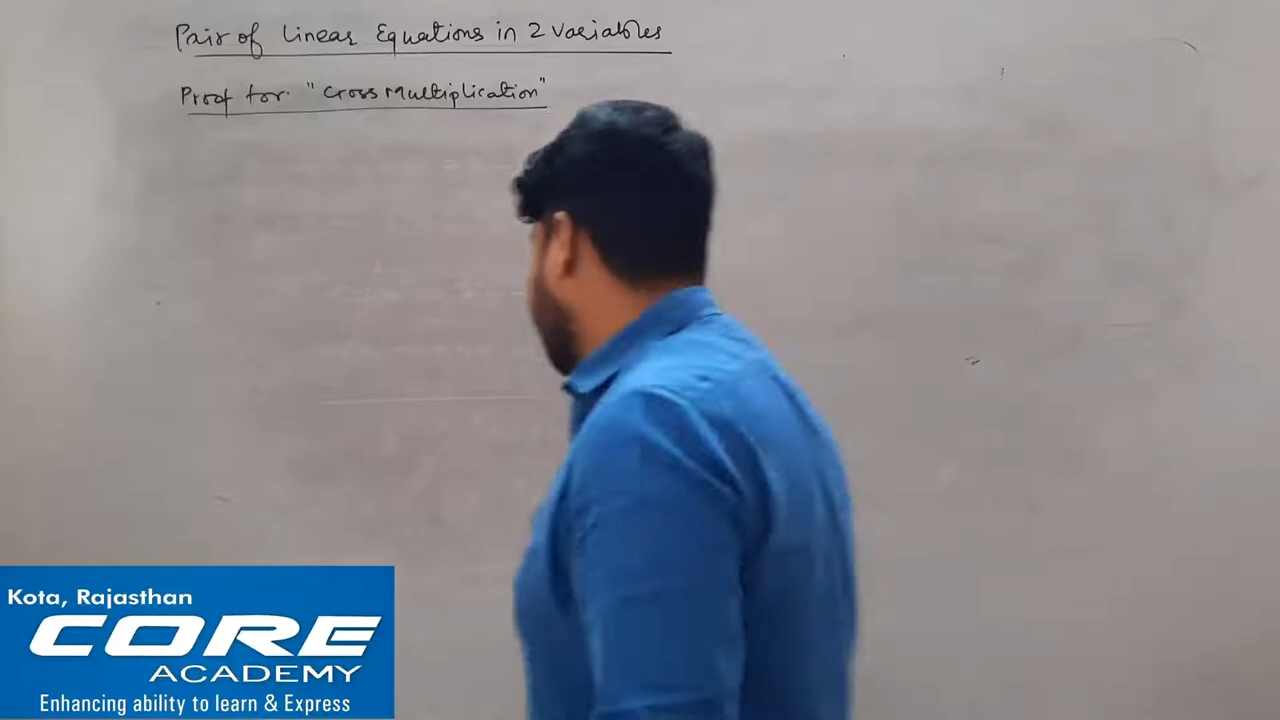 Pair of Linear Equations in 2 Variables
Proof for "Cross Multiplication"
Kota, Rajasthan
CORE
ACADEMY
Enhancing ability to learn & Express